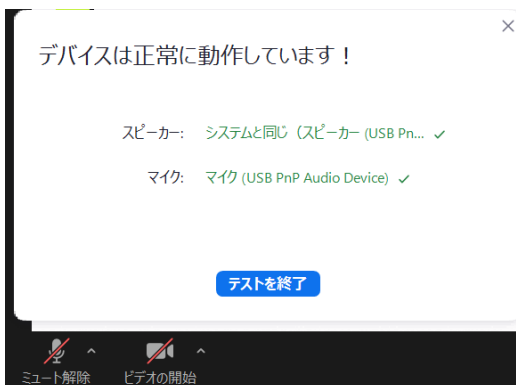 デバイスは正常に動作しています！
スピーカー: システムと同じ（スピーカー (USB Pn...
マイク: マイク (USB PnP Audio Device)
テストを終了
ミュート解除 ビデオの開始